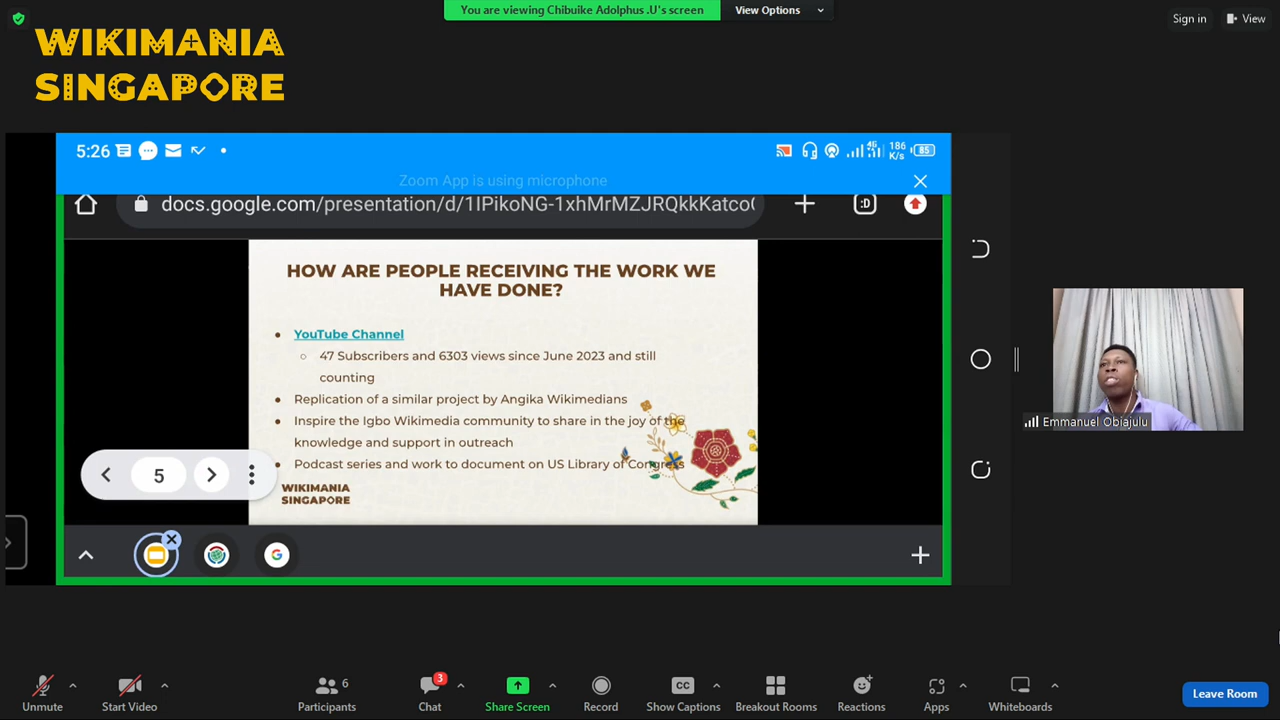 You are viewing Chibuike Adolphus .U's screen
View Options
Sign in
View
WIKIMANIA
SINGAPORE
5:26
4G
186
K/s
85
Zoom App is using microphone
docs.google.com/presentation/d/1IPikoNG-1xhMrMZJRQkkKatco
:D
HOW ARE PEOPLE RECEIVING THE WORK WE
HAVE DONE?
YouTube Channel
47 Subscribers and 6303 views since June 2023 and still
counting
Replication of a similar project by Angika Wikimedians
Inspire the Igbo Wikimedia community to share in the joy of the
knowledge and support in outreach
Podcast series and work to document on US Library of Congress
5
WIKIMANIA
SINGAPORE
G
Emmanuel Obiajulu
Unmute
Start Video
Participants
6
Chat
3
Share Screen
Record
CC
Show Captions
Breakout Rooms
Reactions
Apps
Whiteboards
Leave Room